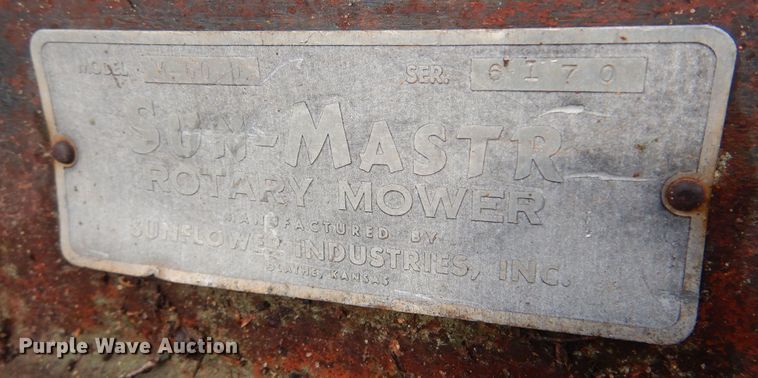 MODEL SER. 6170
SUN-MASTR
ROTARY MOWER
MANUFACTURED BY
SUNFLOWER INDUSTRIES, INC.
OLATHE, KANSAS
Purple Wave Auction